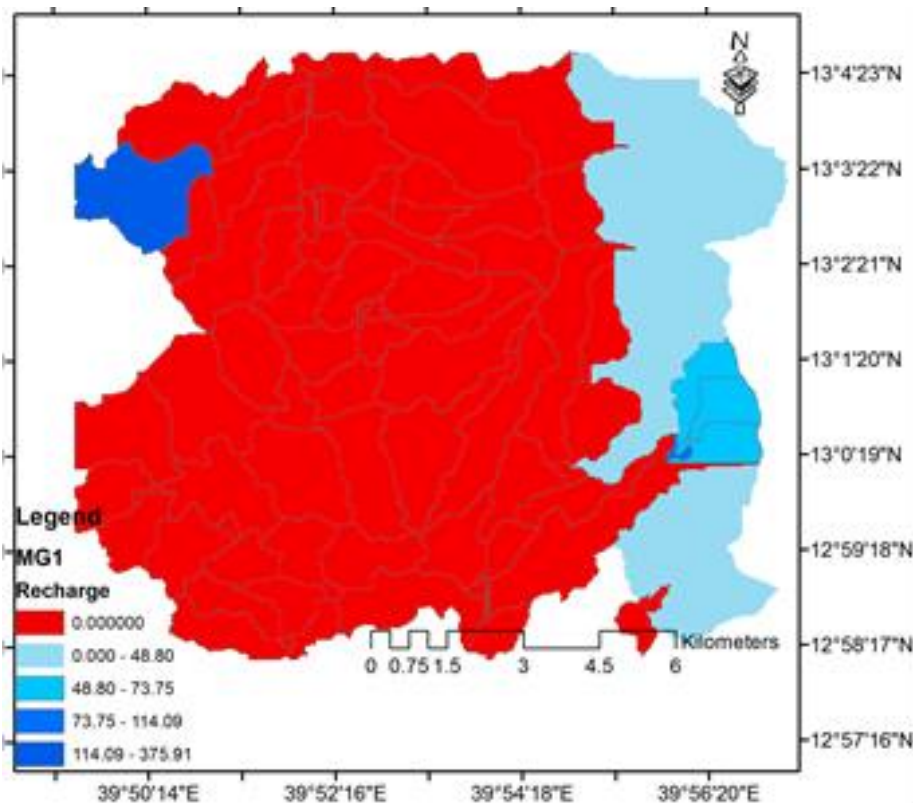 N
13°4'23"N
13°3'22"N
13°2'21"N
13°1'20"N
13°0'19"N
12°59'18"N
12°58'17"N
12°57'16"N
Legend
MG1
Recharge
0.000000
0.000 - 48.80
48.80 - 73.75
73.75 - 114.09
114.09 - 375.91
Kilometers
0 0.75 1.5 3 4.5 6
39°50'14"E 39°52'16"E 39°54'18"E 39°56'20"E